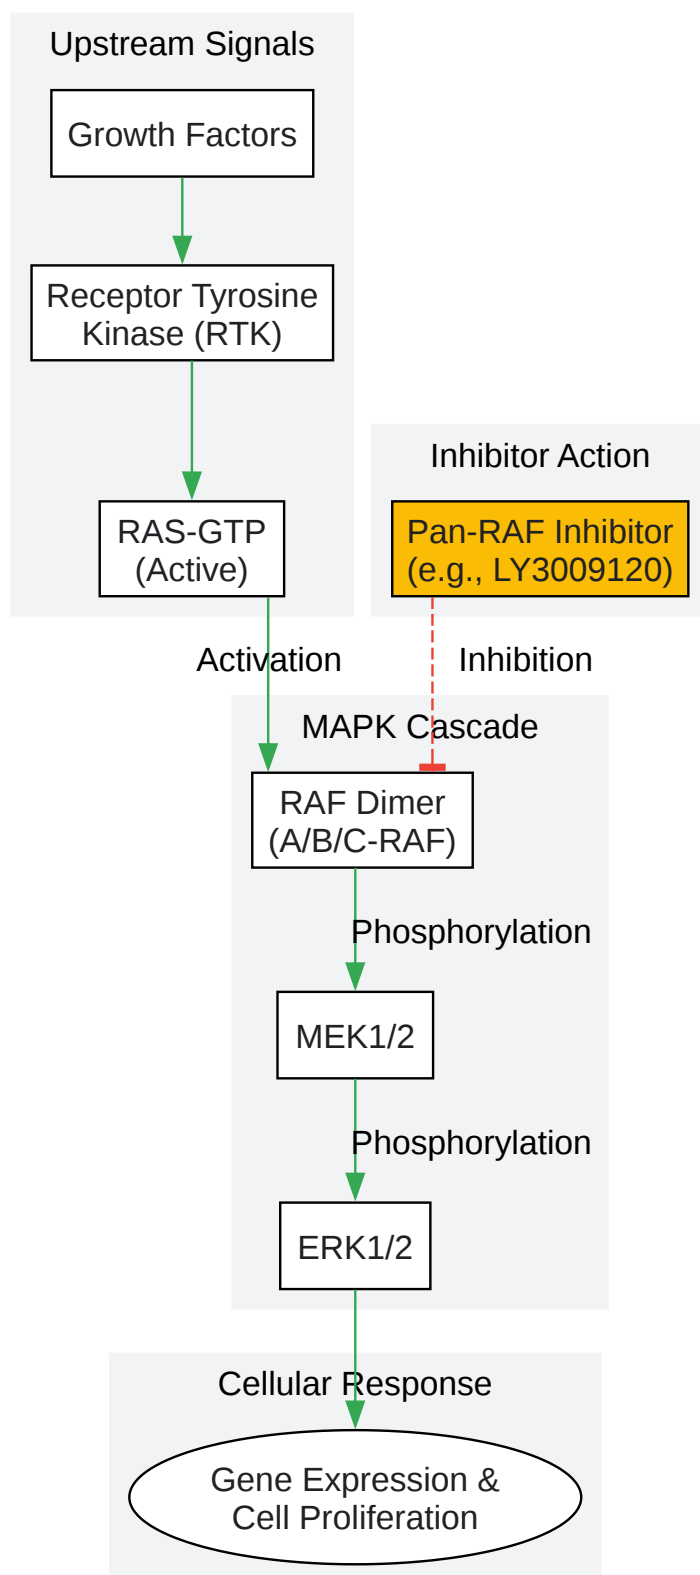 Upstream Signals
Growth Factors
Receptor Tyrosine
Kinase (RTK)
Inhibitor Action
RAS-GTP
(Active)
Pan-RAF Inhibitor
(e.g., LY3009120)
Activation
Inhibition
MAPK Cascade
RAF Dimer
(A/B/C-RAF)
Phosphorylation
MEK1/2
Phosphorylation
ERK1/2
Cellular Response
Gene Expression &
Cell Proliferation